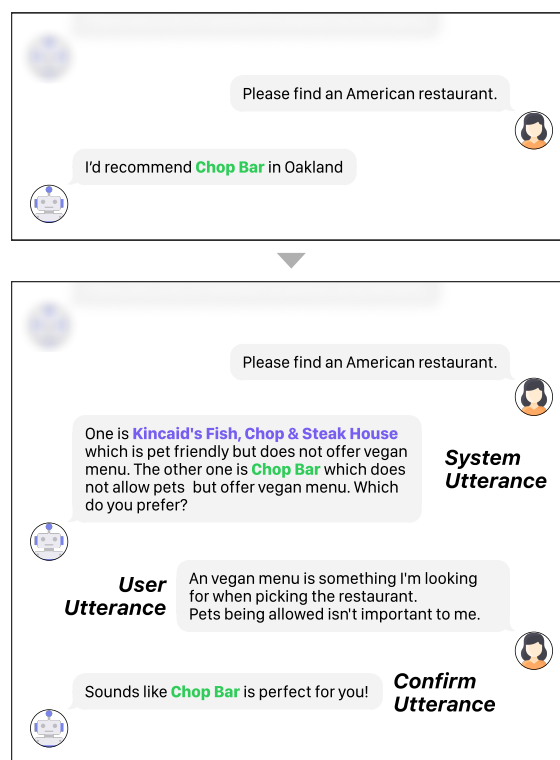 Please find an American restaurant.
I'd recommend Chop Bar in Oakland
Please find an American restaurant.
One is Kincaid's Fish, Chop & Steak House
which is pet friendly but does not offer vegan
menu. The other one is Chop Bar which does
not allow pets  but offer vegan menu. Which
do you prefer?
System
Utterance
User
Utterance
An vegan menu is something I'm looking
for when picking the restaurant.
Pets being allowed isn't important to me.
Sounds like Chop Bar is perfect for you!
Confirm
Utterance